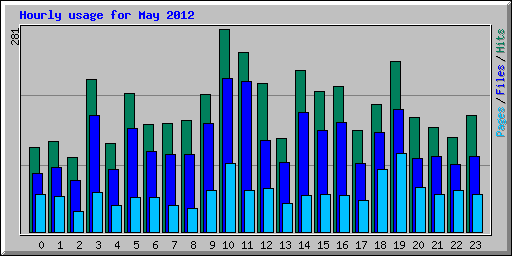 Hourly usage for May 2012
281
Pages/Files/Hits
0 1 2 3 4 5 6 7 8 9 10 11 12 13 14 15 16 17 18 19 20 21 22 23